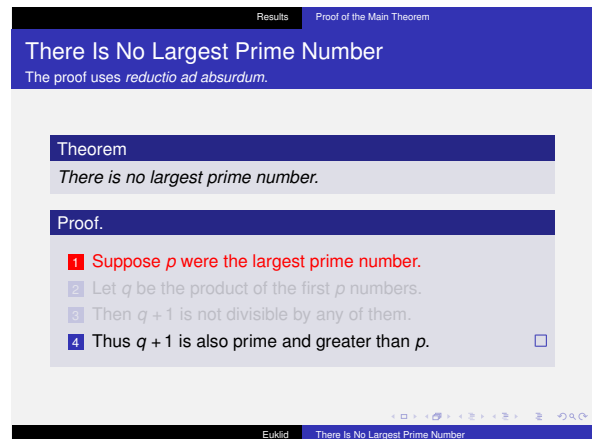 Results Proof of the Main Theorem
There Is No Largest Prime Number
The proof uses reductio ad absurdum.
Theorem
There is no largest prime number.
Proof.
1 Suppose p were the largest prime number.
2 Let q be the product of the first p numbers.
3 Then q + 1 is not divisible by any of them.
4 Thus q + 1 is also prime and greater than p.
Euklid There Is No Largest Prime Number